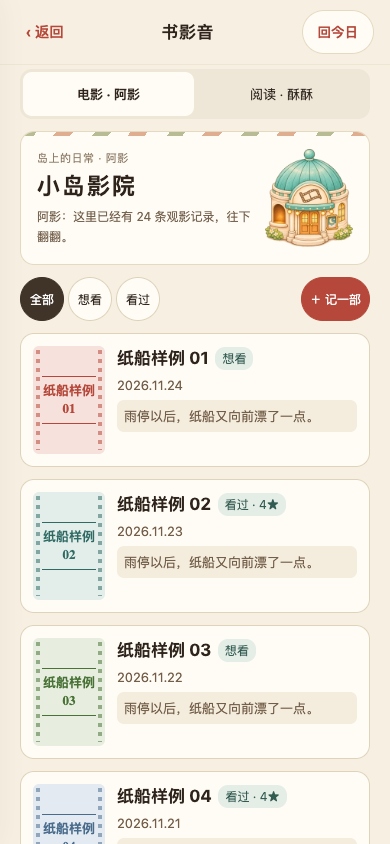 ‹ 返回
书影音
回今日
电影 · 阿影
阅读 · 酥酥
岛上的日常 · 阿影
小岛影院
阿影：这里已经有 24 条观影记录，往下
翻翻。
全部
想看
看过
+ 记一部
纸船样例
01
纸船样例 01
想看
2026.11.24
雨停以后，纸船又向前漂了一点。
纸船样例
02
纸船样例 02
看过 · 4★
2026.11.23
雨停以后，纸船又向前漂了一点。
纸船样例
03
纸船样例 03
想看
2026.11.22
雨停以后，纸船又向前漂了一点。
纸船样例
纸船样例 04
看过 · 4★
2026.11.21